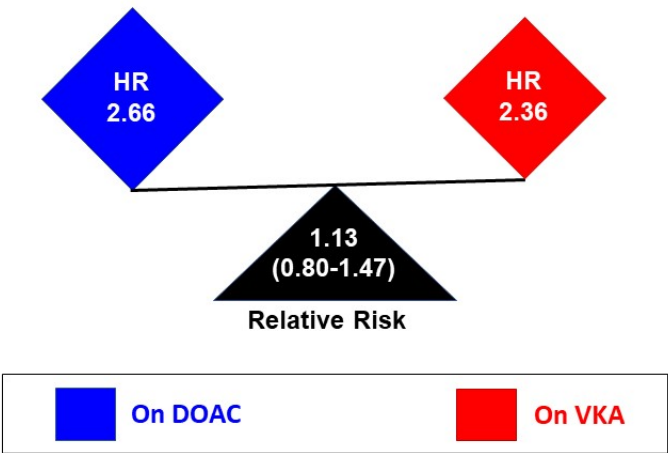 HR
2.66
HR
2.36
1.13
(0.80-1.47)
Relative Risk
On DOAC
On VKA